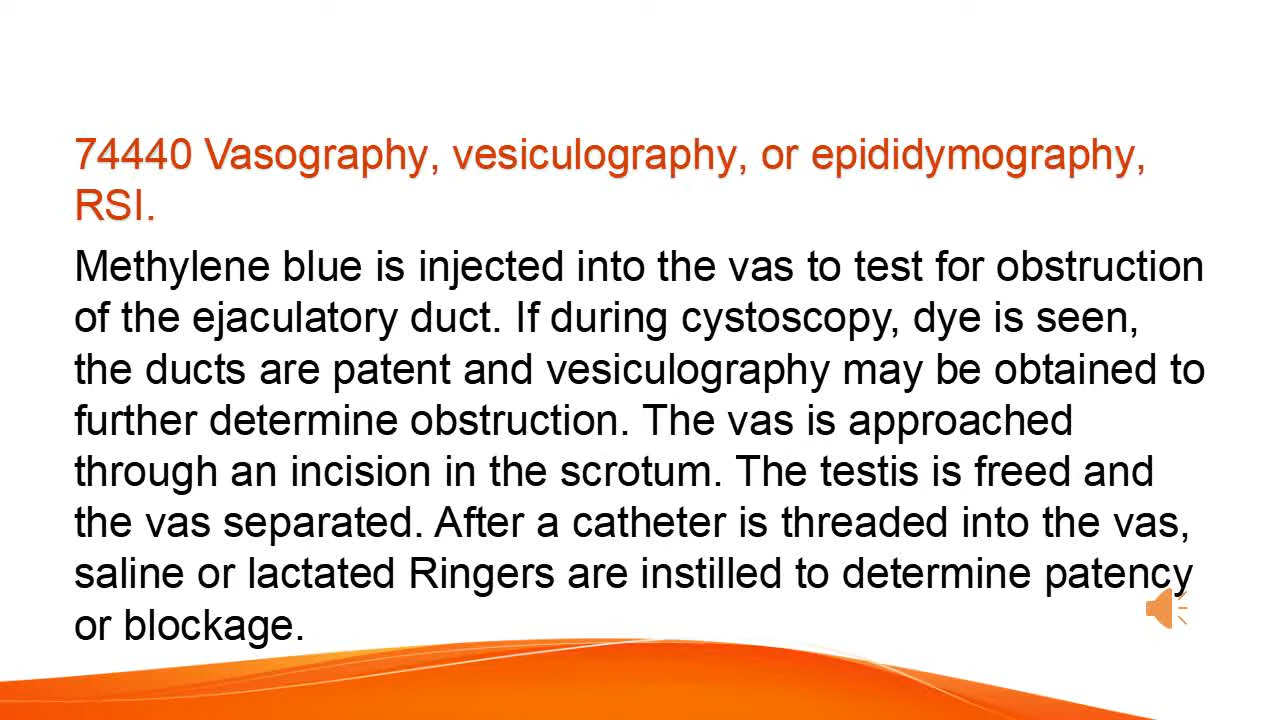 74440 Vasography, vesiculography, or epididymography,
RSI.
Methylene blue is injected into the vas to test for obstruction
of the ejaculatory duct. If during cystoscopy, dye is seen,
the ducts are patent and vesiculography may be obtained to
further determine obstruction. The vas is approached
through an incision in the scrotum. The testis is freed and
the vas separated. After a catheter is threaded into the vas,
saline or lactated Ringers are instilled to determine patency
or blockage.